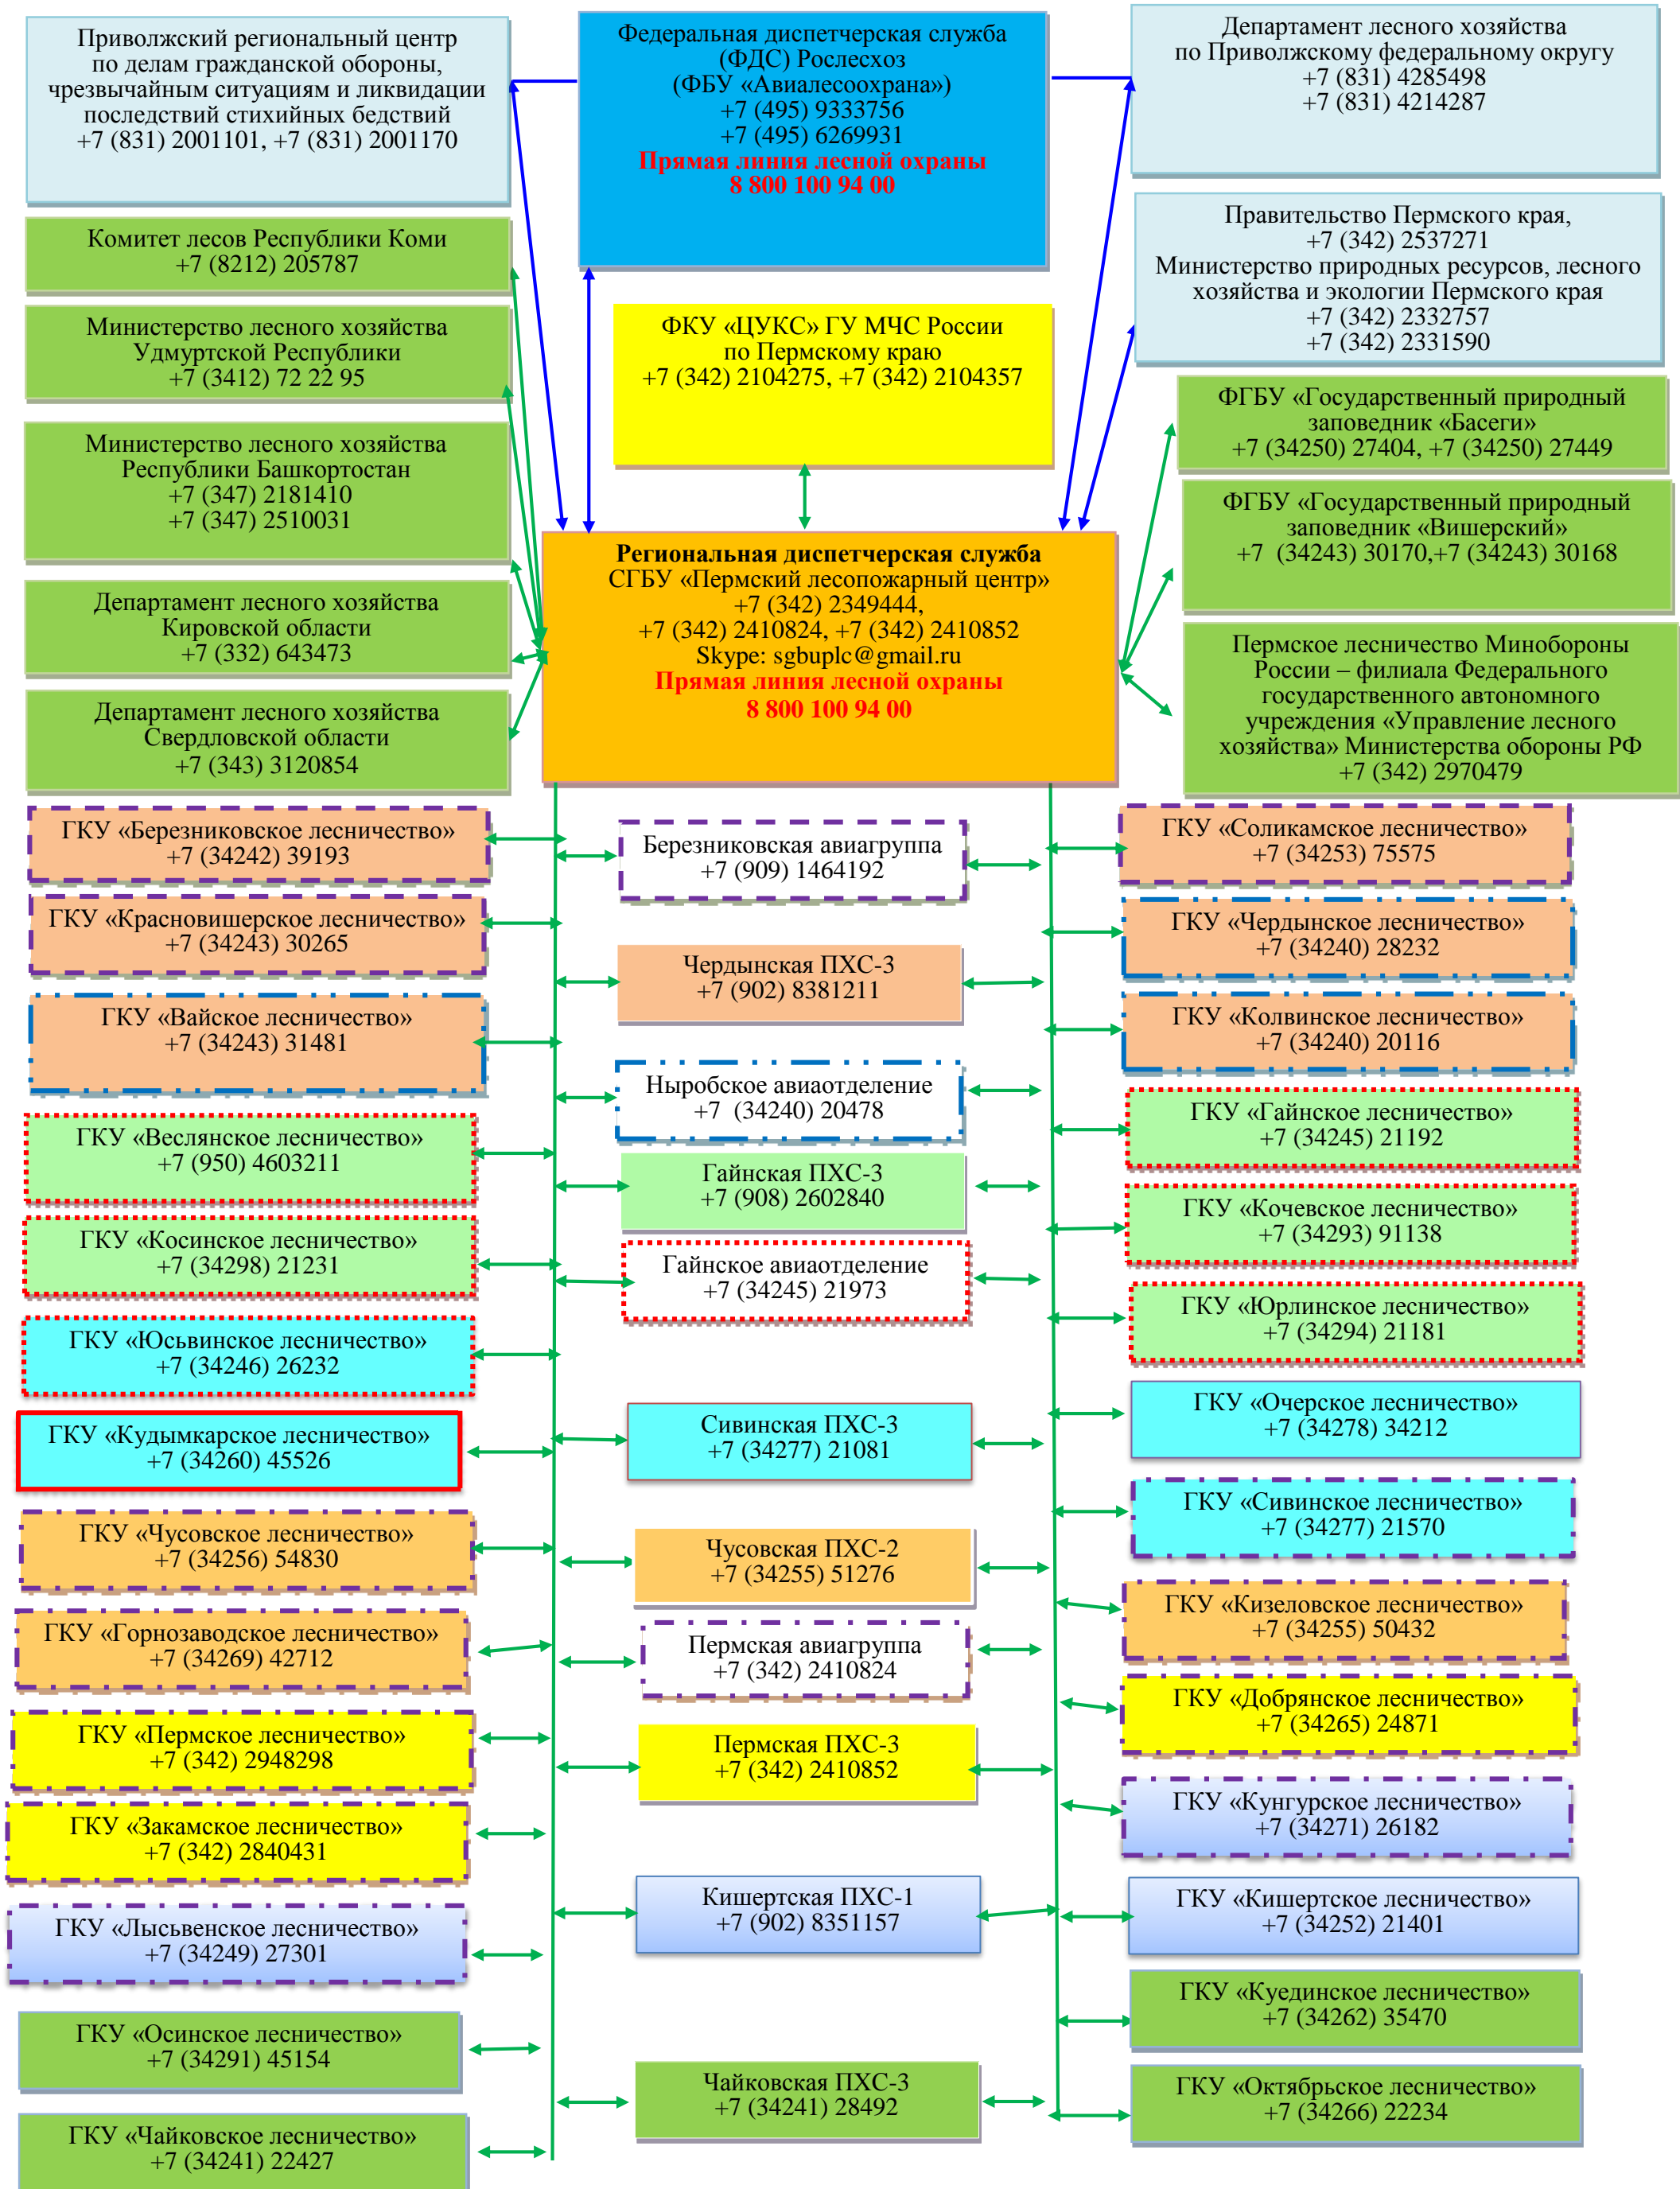 Приволжский региональный центр
по делам гражданской обороны,
чрезвычайным ситуациям и ликвидации
последствий стихийных бедствий
+7 (831) 2001101, +7 (831) 2001170
Федеральная диспетчерская служба
(ФДС) Рослесхоз
(ФБУ «Авиалесоохрана»)
+7 (495) 9333756
+7 (495) 6269931
Прямая линия лесной охраны
8 800 100 94 00
Департамент лесного хозяйства
по Приволжскому федеральному округу
+7 (831) 4285498
+7 (831) 4214287
Правительство Пермского края,
+7 (342) 2537271
Министерство природных ресурсов, лесного
хозяйства и экологии Пермского края
+7 (342) 2332757
+7 (342) 2331590
Комитет лесов Республики Коми
+7 (8212) 205787
Министерство лесного хозяйства
Удмуртской Республики
+7 (3412) 72 22 95
Министерство лесного хозяйства
Республики Башкортостан
+7 (347) 2181410
+7 (347) 2510031
Департамент лесного хозяйства
Кировской области
+7 (332) 643473
Департамент лесного хозяйства
Свердловской области
+7 (343) 3120854
ФКУ «ЦУКС» ГУ МЧС России
по Пермскому краю
+7 (342) 2104275, +7 (342) 2104357
Региональная диспетчерская служба
СГБУ «Пермский лесопожарный центр»
+7 (342) 2349444,
+7 (342) 2410824, +7 (342) 2410852
Skype: sgbuplc@gmail.ru
Прямая линия лесной охраны
8 800 100 94 00
ФГБУ «Государственный природный
заповедник «Басеги»
+7 (34250) 27404, +7 (34250) 27449
ФГБУ «Государственный природный
заповедник «Вишерский»
+7 (34243) 30170,+7 (34243) 30168
Пермское лесничество Минобороны
России – филиала Федерального
государственного автономного
учреждения «Управление лесного
хозяйства» Министерства обороны РФ
+7 (342) 2970479
ГКУ «Березниковское лесничество»
+7 (34242) 39193
Березниковская авиагруппа
+7 (909) 1464192
ГКУ «Соликамское лесничество»
+7 (34253) 75575
ГКУ «Красновишерское лесничество»
+7 (34243) 30265
Чердынская ПХС-3
+7 (902) 8381211
ГКУ «Чердынское лесничество»
+7 (34240) 28232
ГКУ «Вайское лесничество»
+7 (34243) 31481
Ныробское авиаотделение
+7 (34240) 20478
ГКУ «Колвинское лесничество»
+7 (34240) 20116
ГКУ «Веслянское лесничество»
+7 (950) 4603211
Гайнская ПХС-3
+7 (908) 2602840
ГКУ «Гайнское лесничество»
+7 (34245) 21192
ГКУ «Косинское лесничество»
+7 (34298) 21231
Гайнское авиаотделение
+7 (34245) 21973
ГКУ «Кочевское лесничество»
+7 (34293) 91138
ГКУ «Юсьвинское лесничество»
+7 (34246) 26232
ГКУ «Юрлинское лесничество»
+7 (34294) 21181
ГКУ «Кудымкарское лесничество»
+7 (34260) 45526
Сивинская ПХС-3
+7 (34277) 21081
ГКУ «Очерское лесничество»
+7 (34278) 34212
ГКУ «Чусовское лесничество»
+7 (34256) 54830
Чусовская ПХС-2
+7 (34255) 51276
ГКУ «Сивинское лесничество»
+7 (34277) 21570
ГКУ «Горнозаводское лесничество»
+7 (34269) 42712
Пермская авиагруппа
+7 (342) 2410824
ГКУ «Кизеловское лесничество»
+7 (34255) 50432
ГКУ «Пермское лесничество»
+7 (342) 2948298
Пермская ПХС-3
+7 (342) 2410852
ГКУ «Добрянское лесничество»
+7 (34265) 24871
ГКУ «Закамское лесничество»
+7 (342) 2840431
ГКУ «Кунгурское лесничество»
+7 (34271) 26182
ГКУ «Лысьвенское лесничество»
+7 (34249) 27301
Кишертская ПХС-1
+7 (902) 8351157
ГКУ «Кишертское лесничество»
+7 (34252) 21401
ГКУ «Осинское лесничество»
+7 (34291) 45154
ГКУ «Куединское лесничество»
+7 (34262) 35470
ГКУ «Чайковское лесничество»
+7 (34241) 22427
Чайковская ПХС-3
+7 (34241) 28492
ГКУ «Октябрьское лесничество»
+7 (34266) 22234